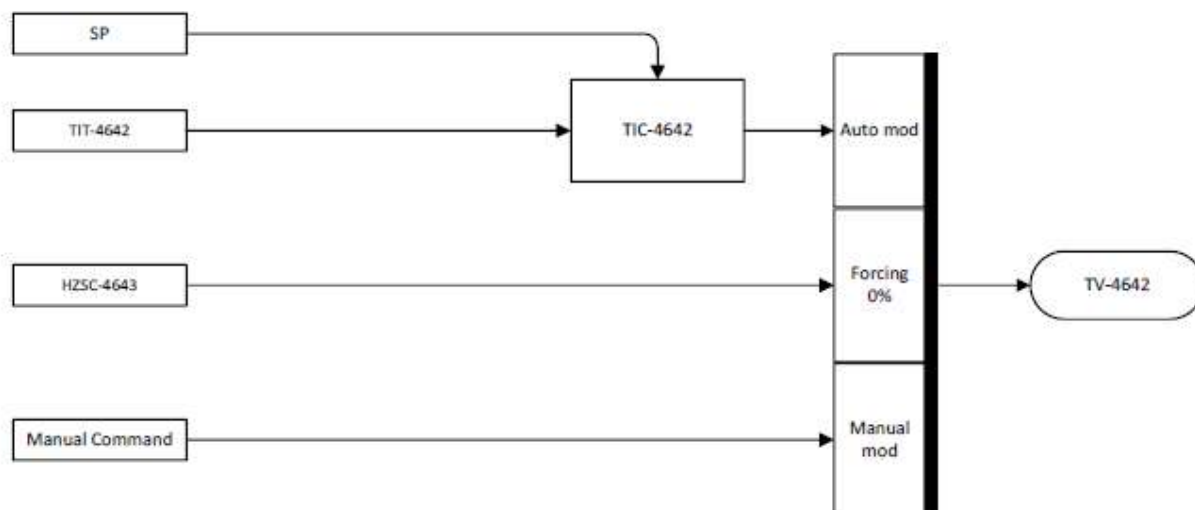 SP
TIT-4642
TIC-4642
Auto mod
HZSC-4643
Forcing
0%
TV-4642
Manual Command
Manual
mod